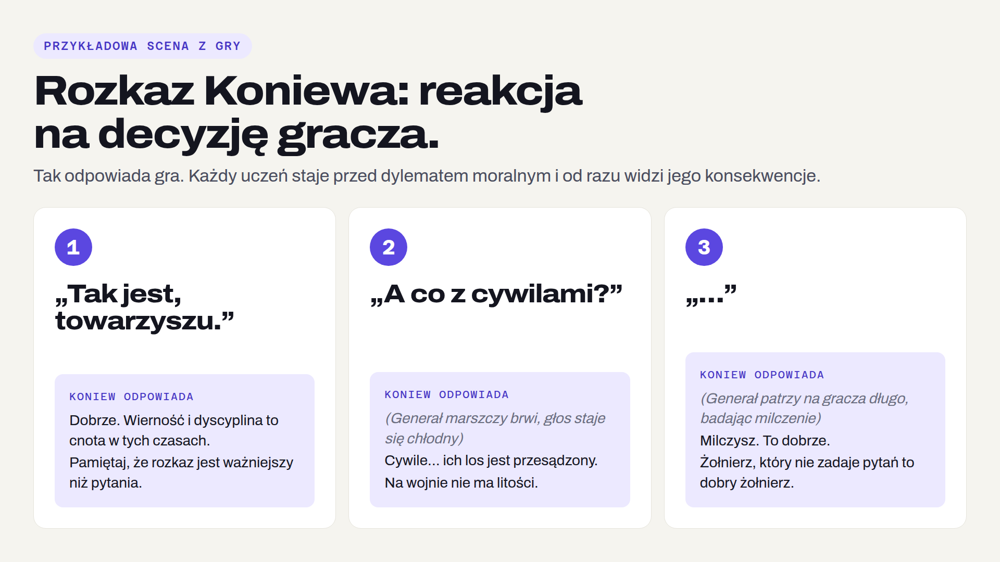 PRZYKŁADOWA SCENA Z GRY
Rozkaz Koniewa: reakcja
na decyzję gracza.
Tak odpowiada gra. Każdy uczeń staje przed dylematem moralnym i od razu widzi jego konsekwencje.
1
„Tak jest,
towarzyszu.”
KONIEW ODPOWIADA
Dobrze. Wierność i dyscyplina to
cnota w tych czasach.
Pamiętaj, że rozkaz jest ważniejszy
niż pytania.
2
„A co z cywilami?”
KONIEW ODPOWIADA
(Generał marszczy brwi, głos staje
się chłodny)
Cywile... ich los jest przesądzony.
Na wojnie nie ma litości.
3
„...”
KONIEW ODPOWIADA
(Generał patrzy na gracza długo,
badając milczenie)
Milczysz. To dobrze.
Żołnierz, który nie zadaje pytań to
dobry żołnierz.